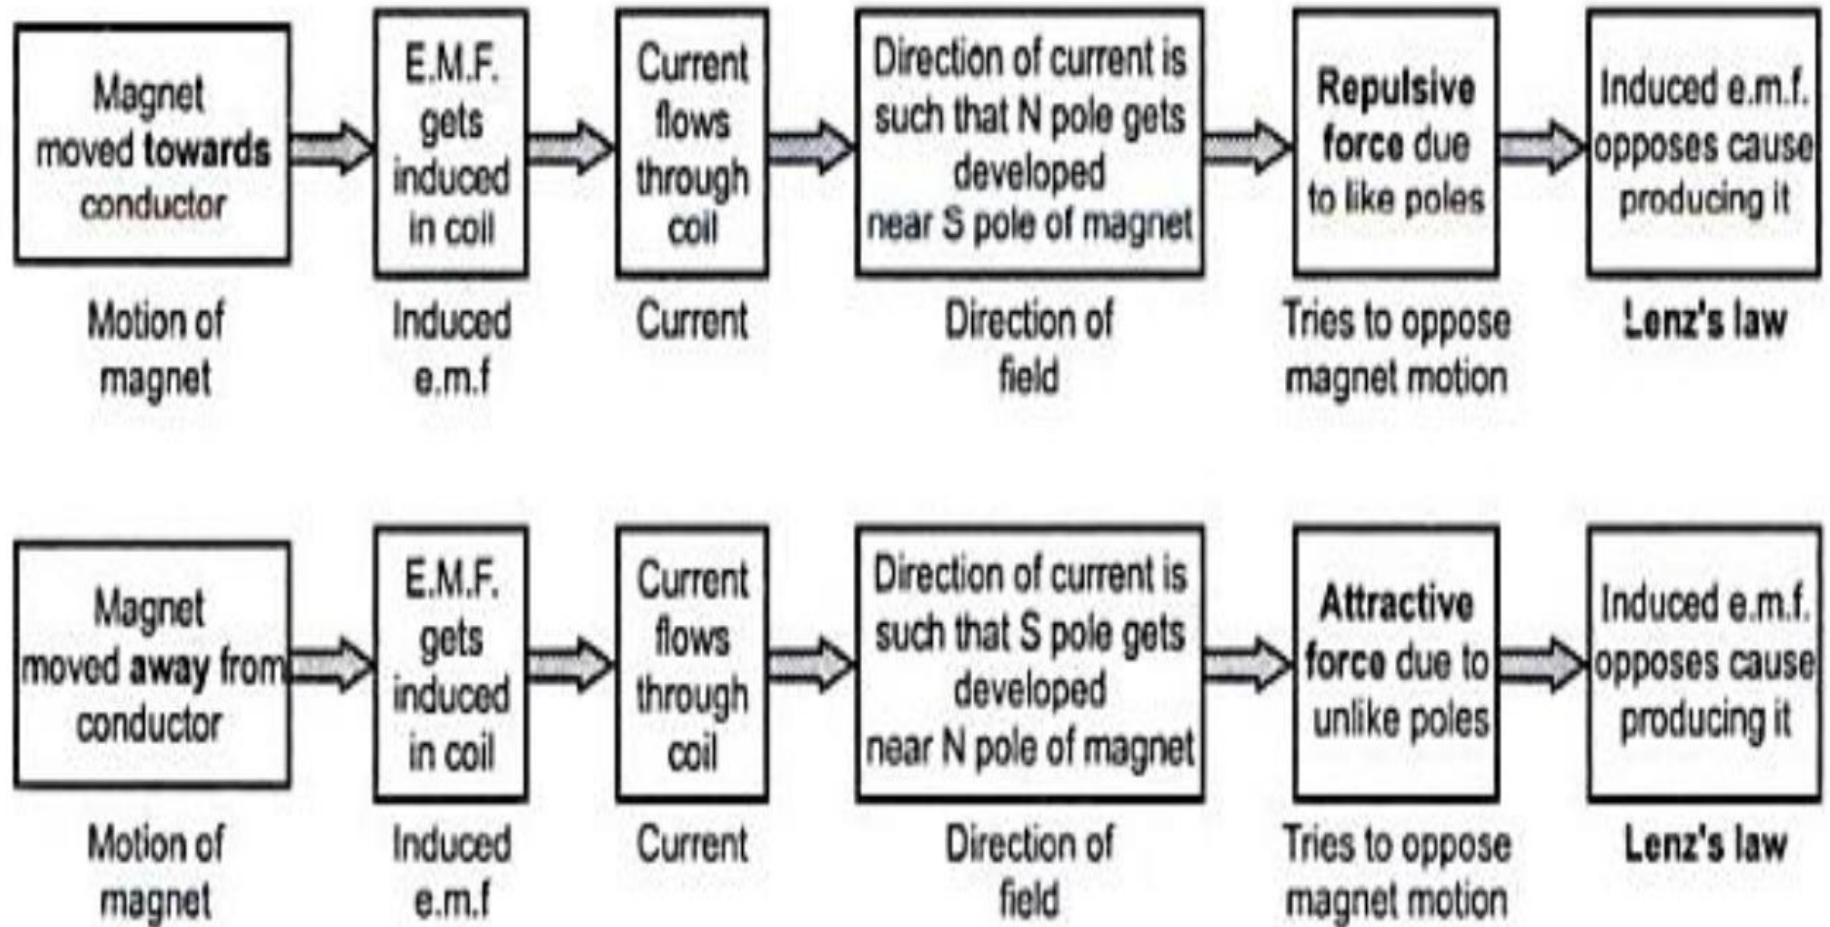 Magnet
moved towards
conductor
E.M.F.
gets
induced
in coil
Current
flows
through
coil
Direction of current is
such that N pole gets
developed
near S pole of magnet
Repulsive
force due
to like poles
Induced e.m.f.
opposes cause
producing it
Motion of
magnet
Induced
e.m.f
Current
Direction of
field
Tries to oppose
magnet motion
Lenz's law
Magnet
moved away from
conductor
E.M.F.
gets
induced
in coil
Current
flows
through
coil
Direction of current is
such that S pole gets
developed
near N pole of magnet
Attractive
force due to
unlike poles
Induced e.m.f.
opposes cause
producing it
Motion of
magnet
Induced
e.m.f
Current
Direction of
field
Tries to oppose
magnet motion
Lenz's law